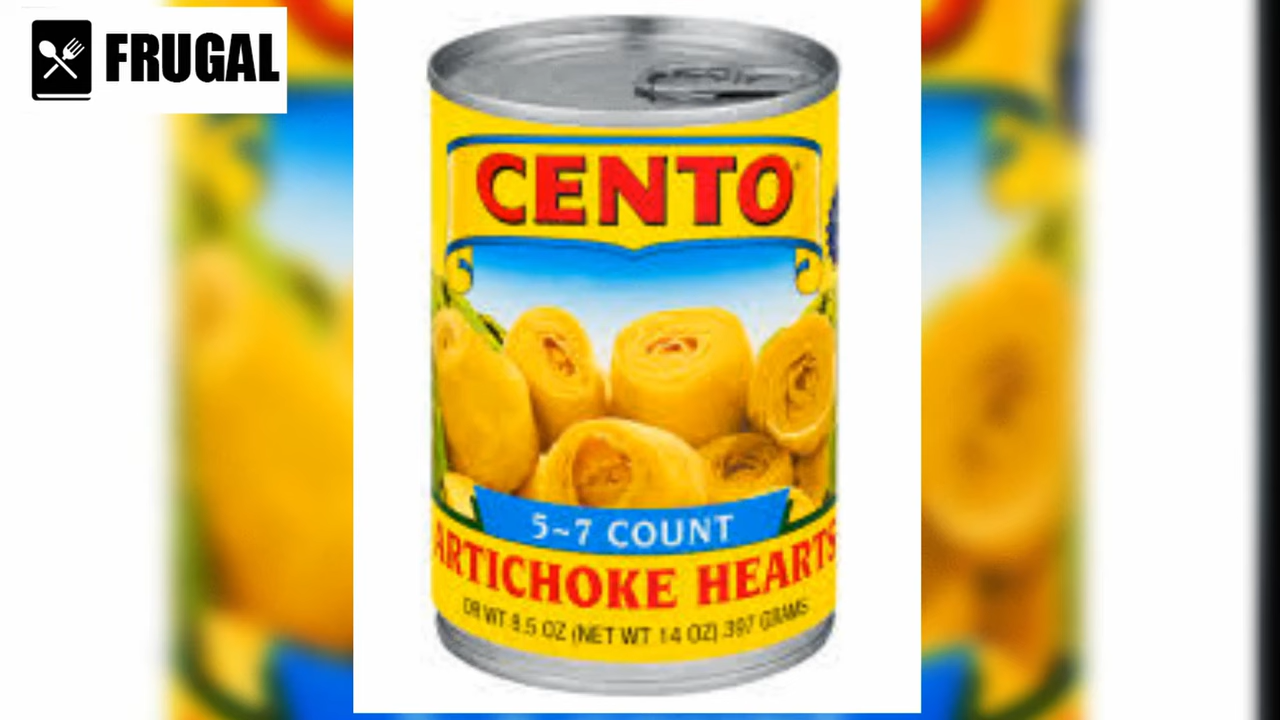 FRUGAL
CENTO
5~7 COUNT
ARTICHOKE HEARTS
DR WT 8.5 OZ (NET WT 14 OZ) 397 GRAMS